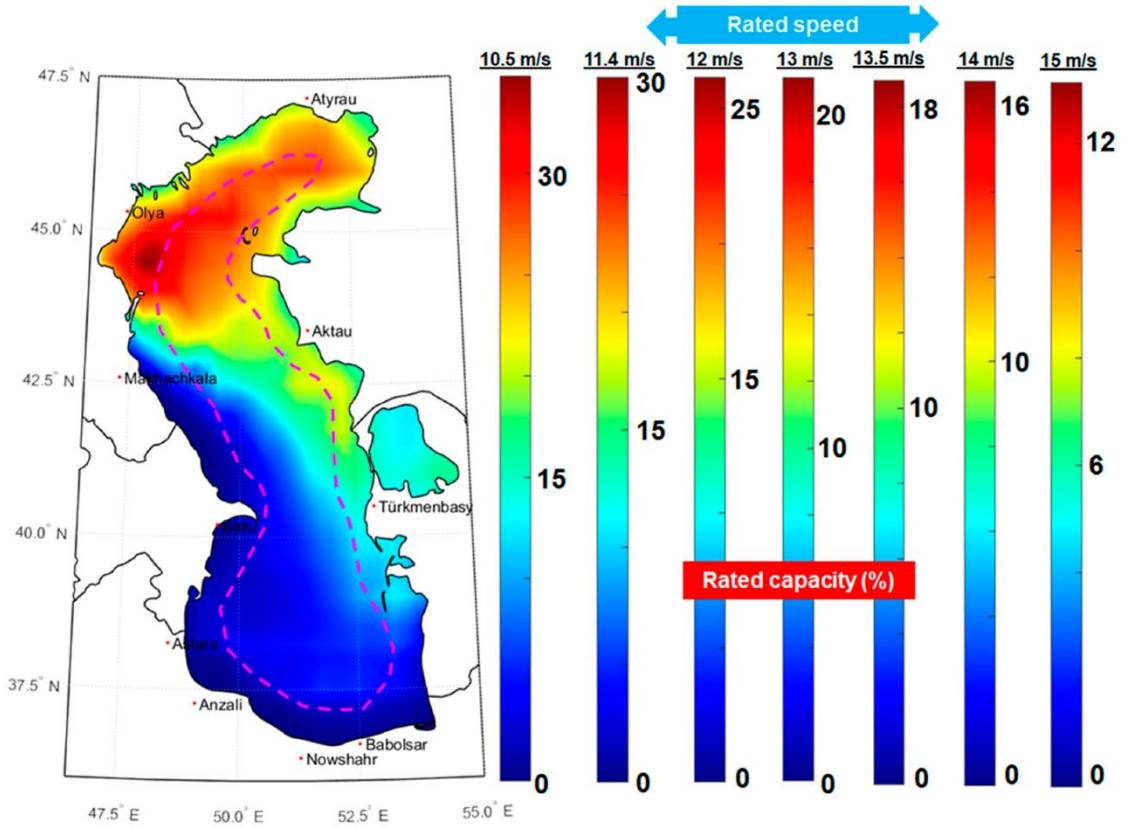 Rated speed
10.5 m/s
11.4 m/s
12 m/s
13 m/s
13.5 m/s
14 m/s
15 m/s
47.5° N
45.0° N
42.5° N
40.0° N
37.5° N
47.5° E
50.0° E
52.5° E
55.0° E
Atyrau
Olya
Aktau
Makhachkala
Türkmenbasy
Baku
Astara
Anzali
Babolsar
Nowshahr
30
15
0
30
15
0
25
15
0
20
10
0
18
10
0
16
10
0
12
6
0
Rated capacity (%)